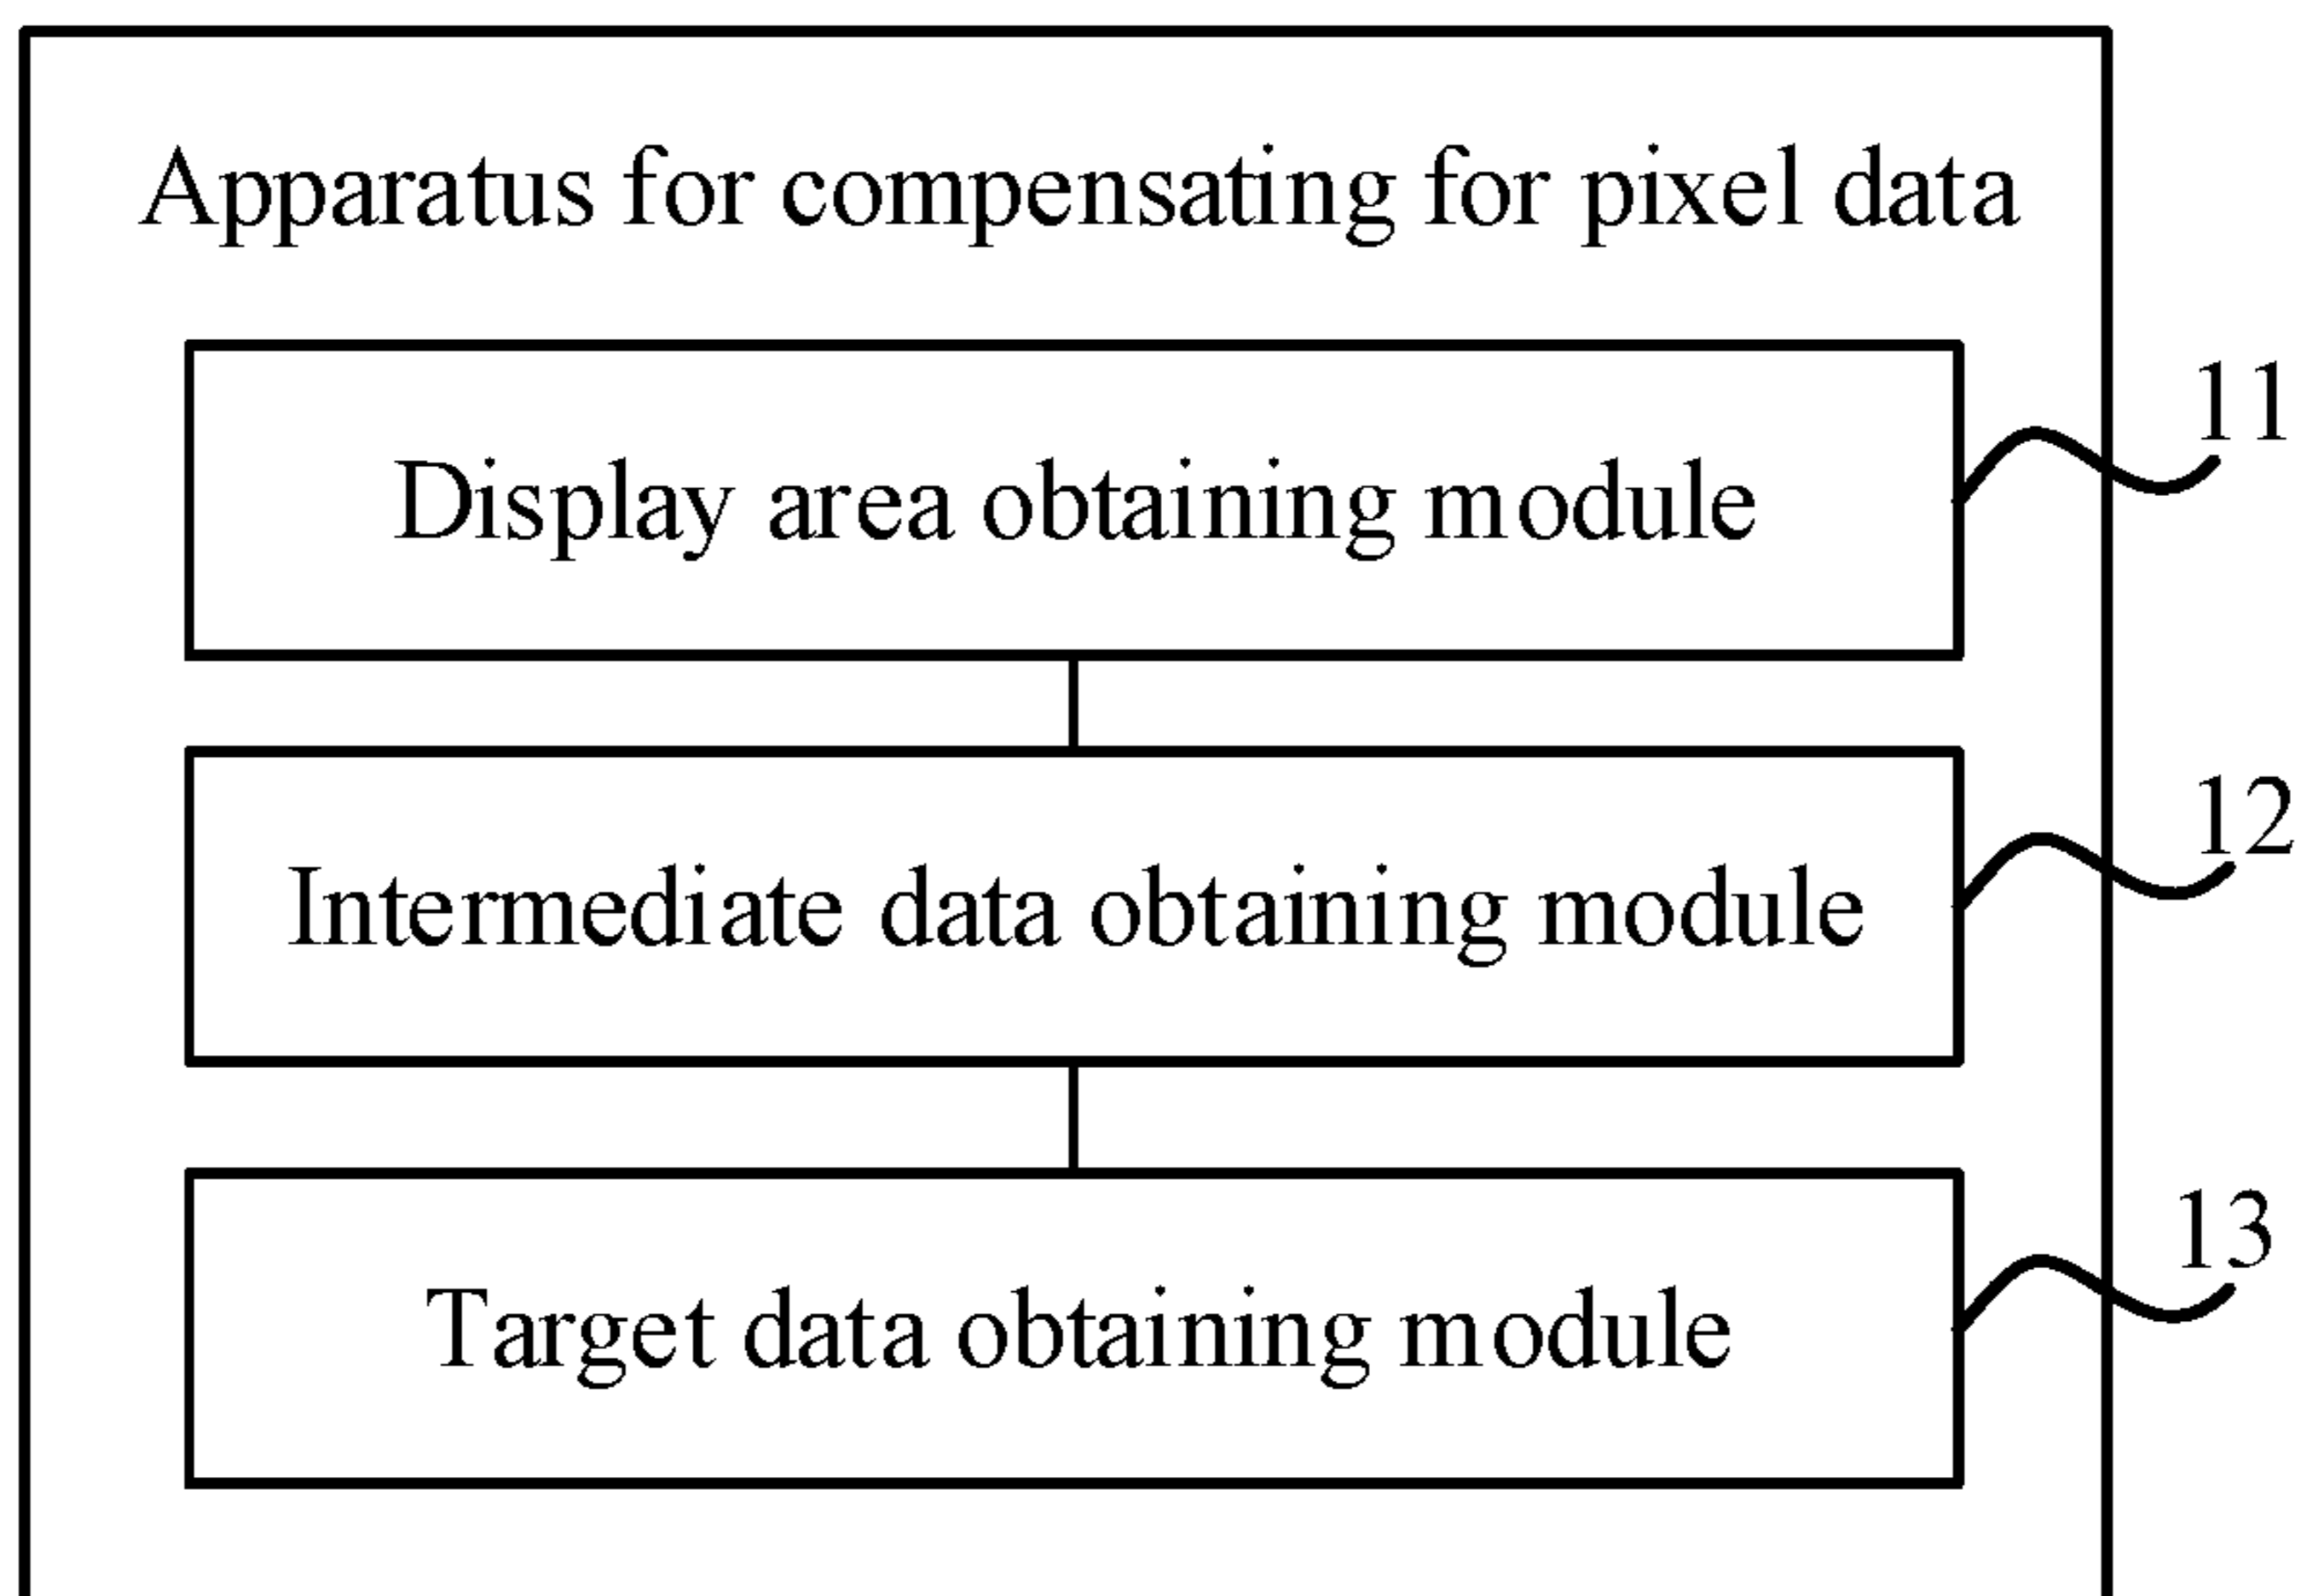 Apparatus for compensating for pixel data
11
Display area obtaining module
12
Intermediate data obtaining module
13
Target data obtaining module